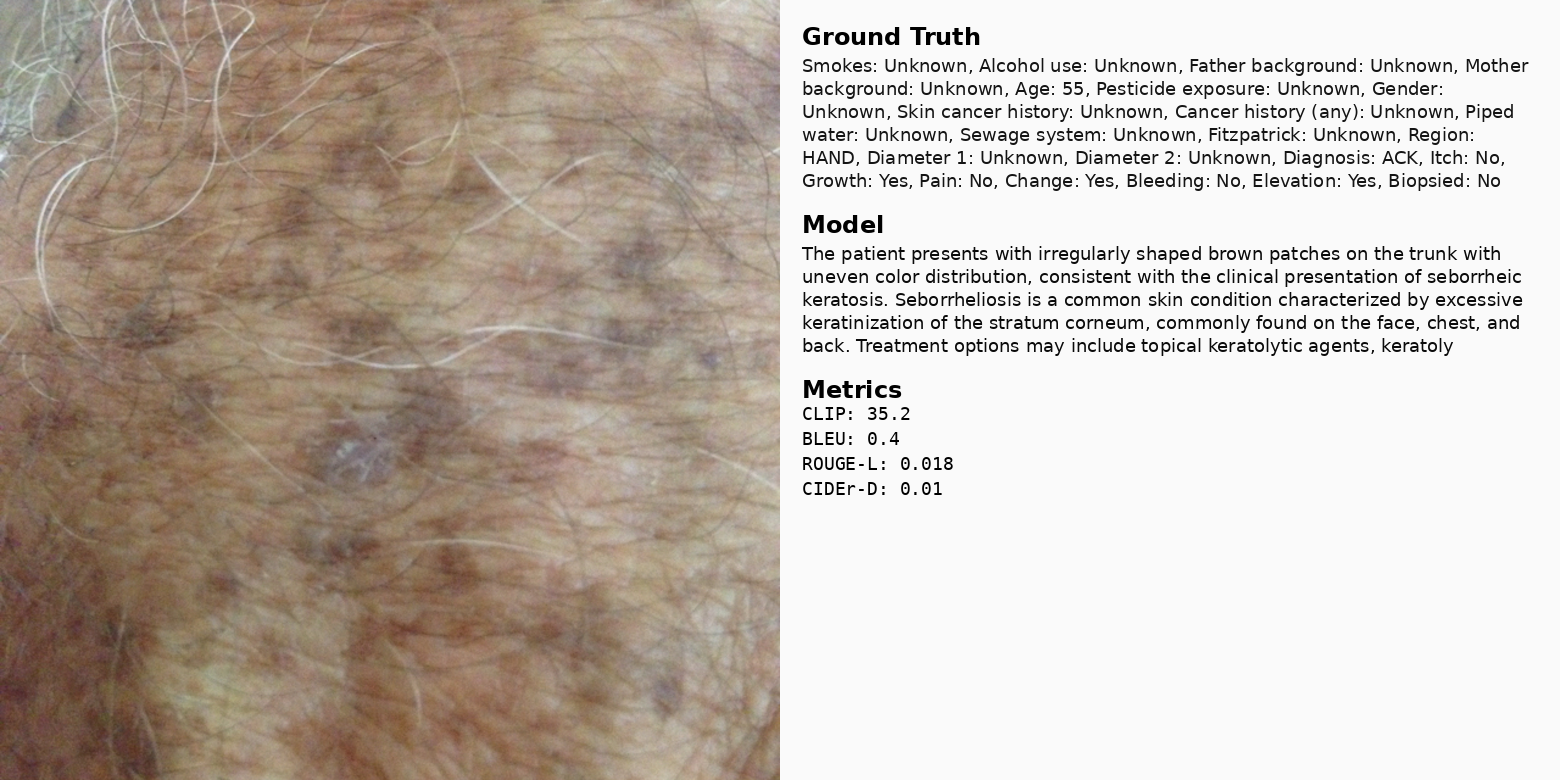 Ground Truth
Smokes: Unknown, Alcohol use: Unknown, Father background: Unknown, Mother
background: Unknown, Age: 55, Pesticide exposure: Unknown, Gender:
Unknown, Skin cancer history: Unknown, Cancer history (any): Unknown, Piped
water: Unknown, Sewage system: Unknown, Fitzpatrick: Unknown, Region:
HAND, Diameter 1: Unknown, Diameter 2: Unknown, Diagnosis: ACK, Itch: No,
Growth: Yes, Pain: No, Change: Yes, Bleeding: No, Elevation: Yes, Biopsied: No
Model
The patient presents with irregularly shaped brown patches on the trunk with
uneven color distribution, consistent with the clinical presentation of seborrheic
keratosis. Seborrheliosis is a common skin condition characterized by excessive
keratinization of the stratum corneum, commonly found on the face, chest, and
back. Treatment options may include topical keratolytic agents, keratoly
Metrics
CLIP: 35.2
BLEU: 0.4
ROUGE-L: 0.018
CIDEr-D: 0.01